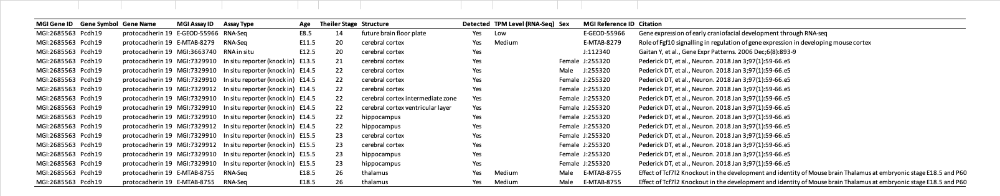 MGI Gene ID Gene Symbol Gene Name MGI Assay ID Assay Type Age Theiler Stage Structure Detected TPM Level (RNA-Seq) Sex MGI Reference ID Citation
MGI:2685563 Pcdh19 protocadherin 19 E-GEOD-55966 RNA-Seq E8.5 14 future brain floor plate Yes Low E-GEOD-55966 Gene expression of early craniofacial development through RNA-seq
MGI:2685563 Pcdh19 protocadherin 19 E-MTAB-8279 RNA-Seq E11.5 20 cerebral cortex Yes Medium E-MTAB-8279 Role of Fgf10 signalling in regulation of gene expression in developing mouse cortex
MGI:2685563 Pcdh19 protocadherin 19 MGI:3663740 RNA in situ E12.5 20 cerebral cortex Yes J:112340 Gaitan Y, et al., Gene Expr Patterns. 2006 Dec;6(8):893-9
MGI:2685563 Pcdh19 protocadherin 19 MGI:7329910 In situ reporter (knock in) E13.5 21 cerebral cortex Yes Female J:255320 Pederick DT, et al., Neuron. 2018 Jan 3;97(1):59-66.e5
MGI:2685563 Pcdh19 protocadherin 19 MGI:7329910 In situ reporter (knock in) E14.5 22 cerebral cortex Yes Male J:255320 Pederick DT, et al., Neuron. 2018 Jan 3;97(1):59-66.e5
MGI:2685563 Pcdh19 protocadherin 19 MGI:7329910 In situ reporter (knock in) E14.5 22 cerebral cortex Yes Female J:255320 Pederick DT, et al., Neuron. 2018 Jan 3;97(1):59-66.e5
MGI:2685563 Pcdh19 protocadherin 19 MGI:7329912 In situ reporter (knock in) E14.5 22 cerebral cortex Yes Female J:255320 Pederick DT, et al., Neuron. 2018 Jan 3;97(1):59-66.e5
MGI:2685563 Pcdh19 protocadherin 19 MGI:7329910 In situ reporter (knock in) E14.5 22 cerebral cortex intermediate zone Yes Female J:255320 Pederick DT, et al., Neuron. 2018 Jan 3;97(1):59-66.e5
MGI:2685563 Pcdh19 protocadherin 19 MGI:7329910 In situ reporter (knock in) E14.5 22 cerebral cortex ventricular layer Yes Female J:255320 Pederick DT, et al., Neuron. 2018 Jan 3;97(1):59-66.e5
MGI:2685563 Pcdh19 protocadherin 19 MGI:7329910 In situ reporter (knock in) E14.5 22 hippocampus Yes Female J:255320 Pederick DT, et al., Neuron. 2018 Jan 3;97(1):59-66.e5
MGI:2685563 Pcdh19 protocadherin 19 MGI:7329912 In situ reporter (knock in) E14.5 22 hippocampus Yes Female J:255320 Pederick DT, et al., Neuron. 2018 Jan 3;97(1):59-66.e5
MGI:2685563 Pcdh19 protocadherin 19 MGI:7329910 In situ reporter (knock in) E15.5 23 cerebral cortex Yes Female J:255320 Pederick DT, et al., Neuron. 2018 Jan 3;97(1):59-66.e5
MGI:2685563 Pcdh19 protocadherin 19 MGI:7329912 In situ reporter (knock in) E15.5 23 cerebral cortex Yes Female J:255320 Pederick DT, et al., Neuron. 2018 Jan 3;97(1):59-66.e5
MGI:2685563 Pcdh19 protocadherin 19 MGI:7329910 In situ reporter (knock in) E15.5 23 hippocampus Yes Female J:255320 Pederick DT, et al., Neuron. 2018 Jan 3;97(1):59-66.e5
MGI:2685563 Pcdh19 protocadherin 19 MGI:7329910 In situ reporter (knock in) E15.5 23 hippocampus Yes Female J:255320 Pederick DT, et al., Neuron. 2018 Jan 3;97(1):59-66.e5
MGI:2685563 Pcdh19 protocadherin 19 E-MTAB-8755 RNA-Seq E18.5 26 thalamus Yes Medium Male E-MTAB-8755 Effect of Tcf7l2 Knockout in the development and identity of Mouse brain Thalamus at embryonic stage E18.5 and P60
MGI:2685563 Pcdh19 protocadherin 19 E-MTAB-8755 RNA-Seq E18.5 26 thalamus Yes Medium Male E-MTAB-8755 Effect of Tcf7l2 Knockout in the development and identity of Mouse brain Thalamus at embryonic stage E18.5 and P60